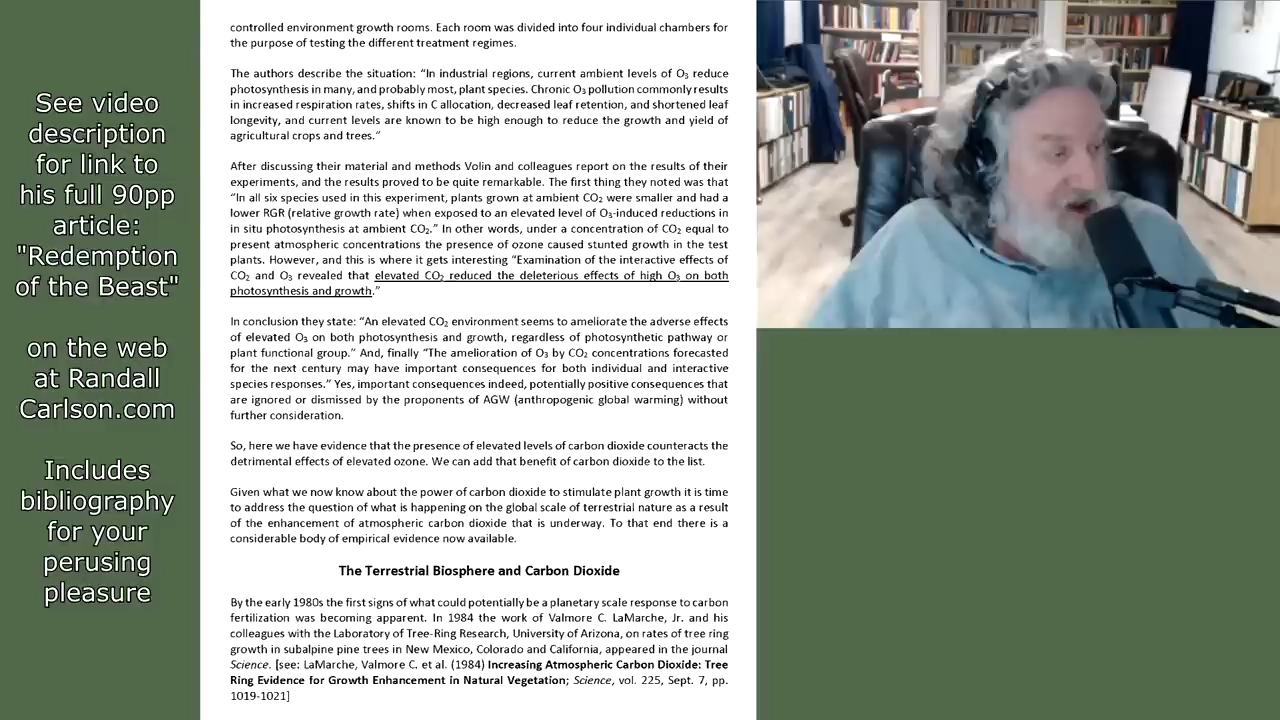 See video
description
for link to
his full 90pp
article:
"Redemption
of the Beast"
on the web
at Randall
Carlson.com
Includes
bibliography
for your
perusing
pleasure
controlled environment growth rooms. Each room was divided into four individual chambers for
the purpose of testing the different treatment regimes.
The authors describe the situation: “In industrial regions, current ambient levels of O₃ reduce
photosynthesis in many, and probably most, plant species. Chronic O₃ pollution commonly results
in increased respiration rates, shifts in C allocation, decreased leaf retention, and shortened leaf
longevity, and current levels are known to be high enough to reduce the growth and yield of
agricultural crops and trees.”
After discussing their material and methods Volin and colleagues report on the results of their
experiments, and the results proved to be quite remarkable. The first thing they noted was that
“In all six species used in this experiment, plants grown at ambient CO₂ were smaller and had a
lower RGR (relative growth rate) when exposed to an elevated level of O₃-induced reductions in
in situ photosynthesis at ambient CO₂.” In other words, under a concentration of CO₂ equal to
present atmospheric concentrations the presence of ozone caused stunted growth in the test
plants. However, and this is where it gets interesting “Examination of the interactive effects of
CO₂ and O₃ revealed that elevated CO₂ reduced the deleterious effects of high O₃ on both
photosynthesis and growth.”
In conclusion they state: “An elevated CO₂ environment seems to ameliorate the adverse effects
of elevated O₃ on both photosynthesis and growth, regardless of photosynthetic pathway or
plant functional group.” And, finally “The amelioration of O₃ by CO₂ concentrations forecasted
for the next century may have important consequences for both individual and interactive
species responses.” Yes, important consequences indeed, potentially positive consequences that
are ignored or dismissed by the proponents of AGW (anthropogenic global warming) without
further consideration.
So, here we have evidence that the presence of elevated levels of carbon dioxide counteracts the
detrimental effects of elevated ozone. We can add that benefit of carbon dioxide to the list.
Given what we now know about the power of carbon dioxide to stimulate plant growth it is time
to address the question of what is happening on the global scale of terrestrial nature as a result
of the enhancement of atmospheric carbon dioxide that is underway. To that end there is a
considerable body of empirical evidence now available.
The Terrestrial Biosphere and Carbon Dioxide
By the early 1980s the first signs of what could potentially be a planetary scale response to carbon
fertilization was becoming apparent. In 1984 the work of Valmore C. LaMarche, Jr. and his
colleagues with the Laboratory of Tree-Ring Research, University of Arizona, on rates of tree ring
growth in subalpine pine trees in New Mexico, Colorado and California, appeared in the journal
Science. [see: LaMarche, Valmore C. et al. (1984) Increasing Atmospheric Carbon Dioxide: Tree
Ring Evidence for Growth Enhancement in Natural Vegetation; Science, vol. 225, Sept. 7, pp.
1019-1021]